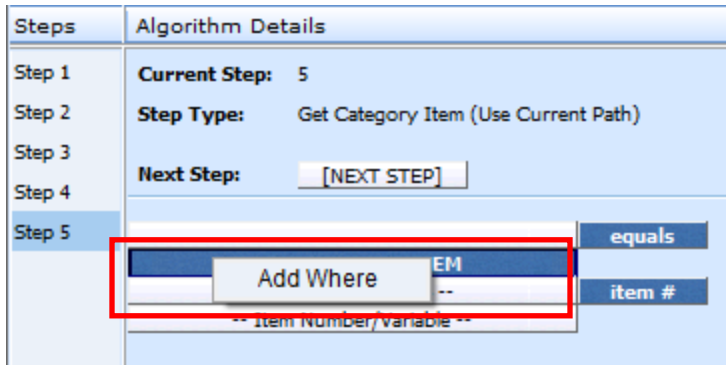 Steps
Algorithm Details
Step 1
Current Step: 5
Step 2
Step Type: Get Category Item (Use Current Path)
Step 3
Next Step: [NEXT STEP]
Step 4
Step 5
equals
EM
Add Where
--
item #
-- Item Number/Variable --